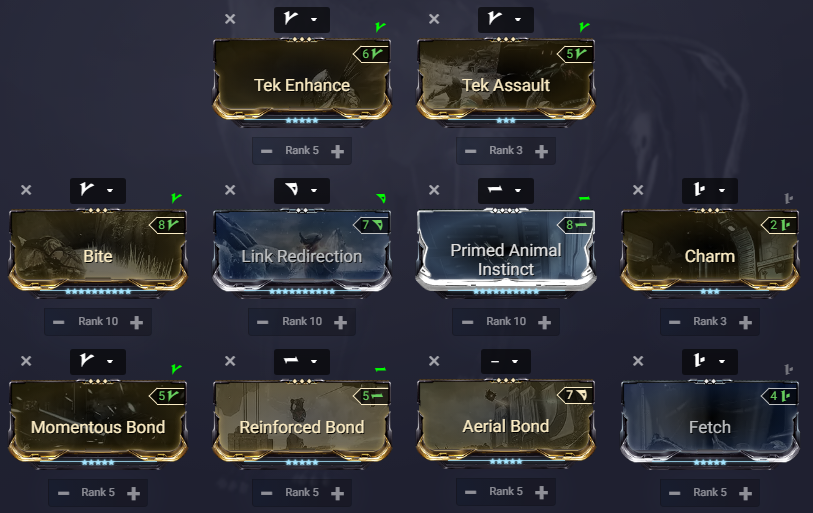 6
Tek Enhance
Rank 5
5
Tek Assault
Rank 3
8
Bite
Rank 10
7
Link Redirection
Rank 10
8
Primed Animal
Instinct
Rank 10
2
Charm
Rank 3
5
Momentous Bond
Rank 5
5
Reinforced Bond
Rank 5
7
Aerial Bond
Rank 5
4
Fetch
Rank 5